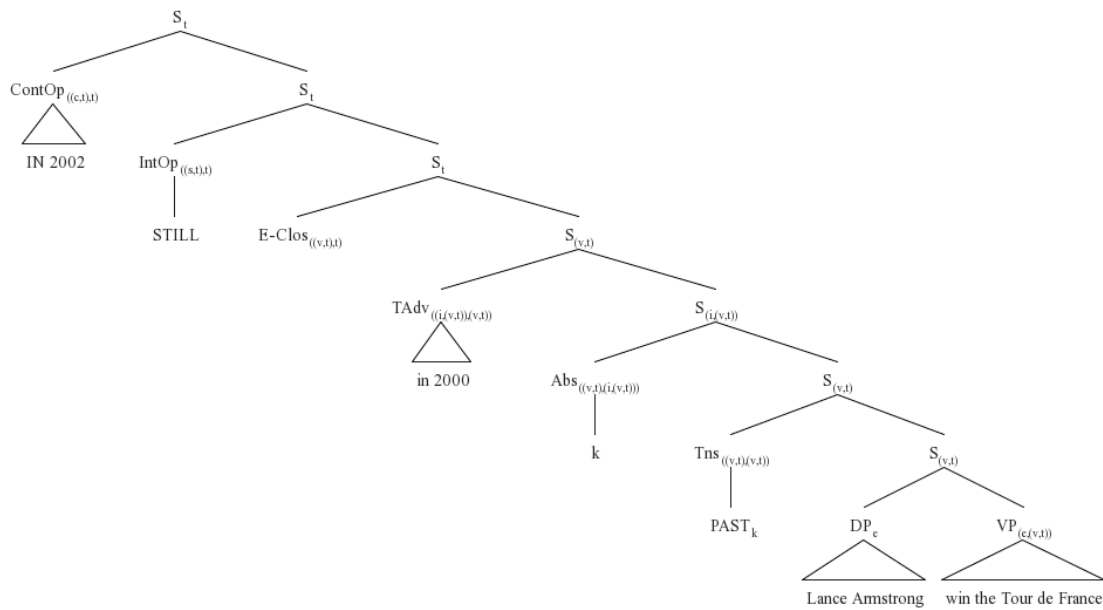 S_t
ContOp_((c,t),t) S_t
IN 2002 IntOp_((s,t),t) S_t
STILL E-Clos_((v,t),t) S_(v,t)
TAdv_((i,(v,t)),(v,t)) S_(i,(v,t))
in 2000 Abs_((v,t),(i,(v,t))) S_(v,t)
k Tns_((v,t),(v,t)) S_(v,t)
PAST_k DP_e VP_(e,(v,t))
Lance Armstrong win the Tour de France